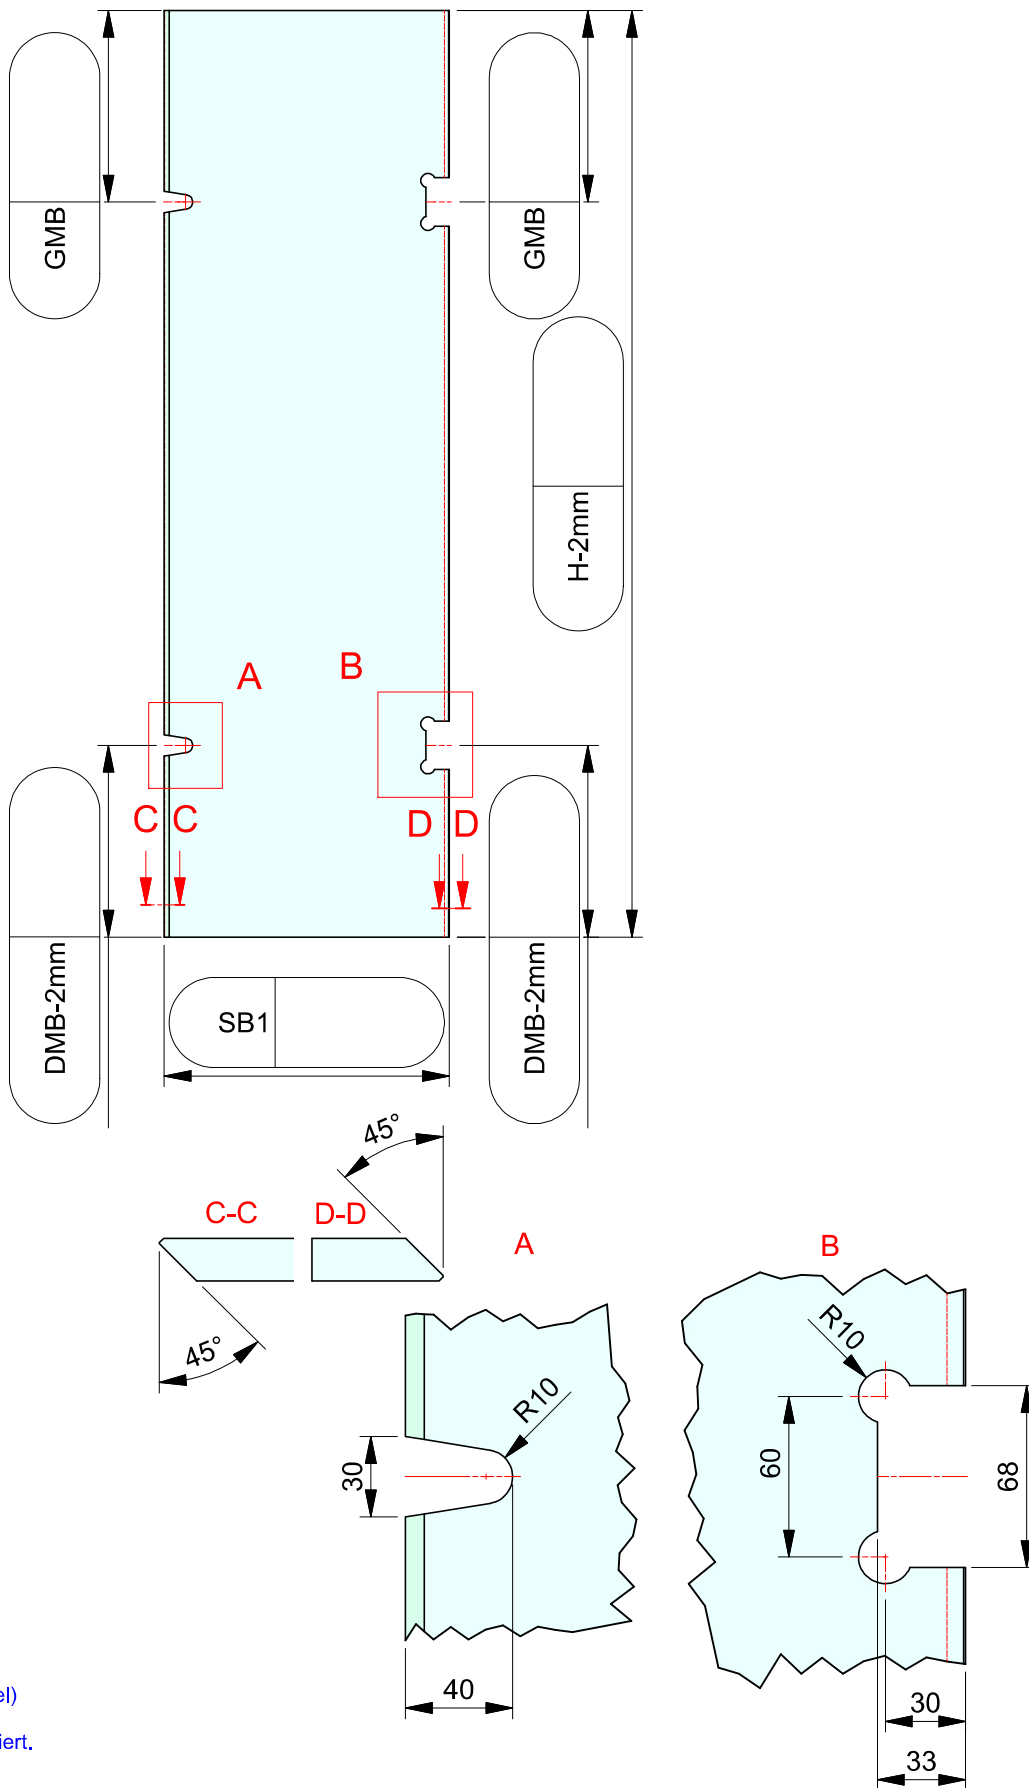 GMB
GMB
H-2mm
A
B
C
C
D
D
DMB-2mm
DMB-2mm
SB1
45°
C-C
D-D
A
B
45°
R10
R10
30
60
68
40
30
33
el)
iert.